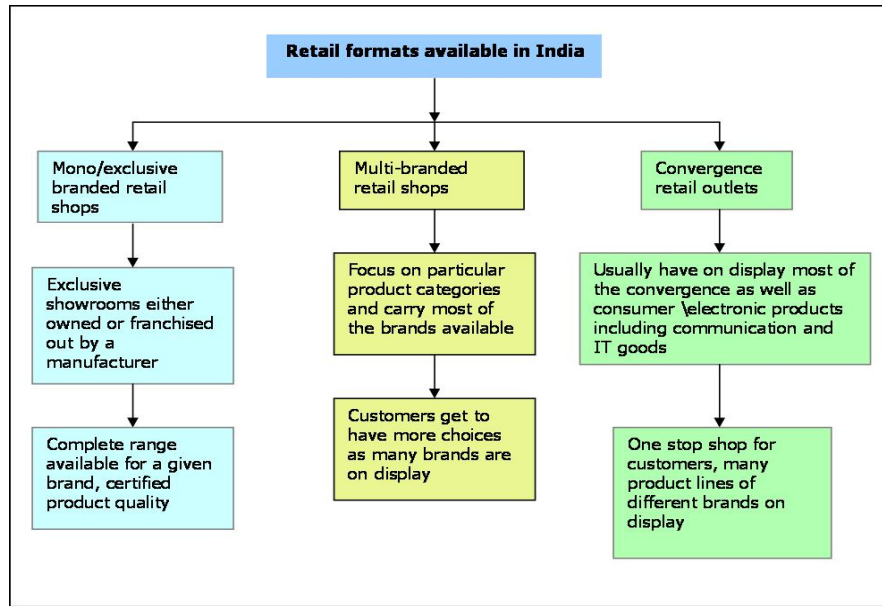 Retail formats available in India
Mono/exclusive
branded retail
shops
Multi-branded
retail shops
Convergence
retail outlets
Exclusive
showrooms either
owned or franchised
out by a
manufacturer
Focus on particular
product categories
and carry most of
the brands available
Usually have on display most of
the convergence as well as
consumer \electronic products
including communication and
IT goods
Complete range
available for a given
brand, certified
product quality
Customers get to
have more choices
as many brands are
on display
One stop shop for
customers, many
product lines of
different brands on
display